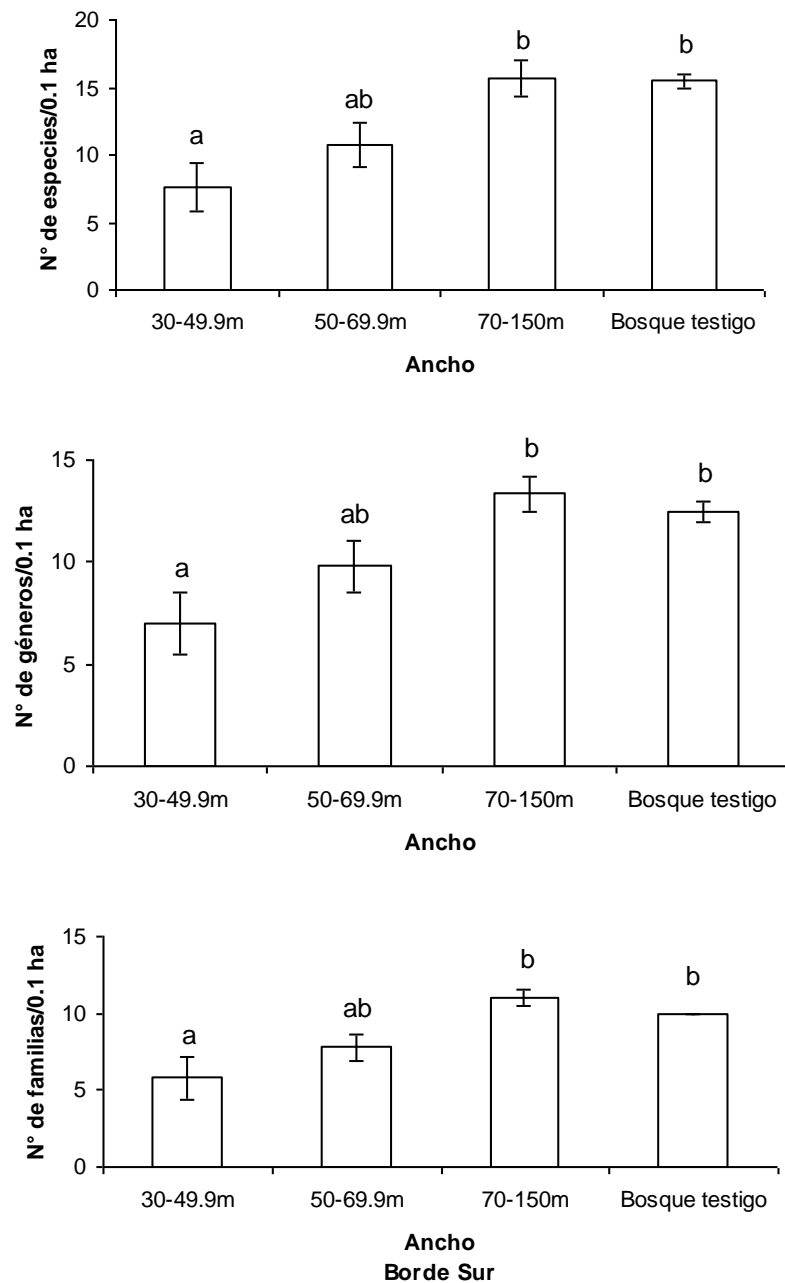 20
15
10
5
0
N° de especies/0.1 ha
a
ab
b
b
30-49.9m
50-69.9m
70-150m
Bosque testigo
Ancho
15
10
5
0
N° de géneros/0.1 ha
a
ab
b
b
30-49.9m
50-69.9m
70-150m
Bosque testigo
Ancho
15
10
5
0
N° de familias/0.1 ha
a
ab
b
b
30-49.9m
50-69.9m
70-150m
Bosque testigo
Ancho
Borde Sur